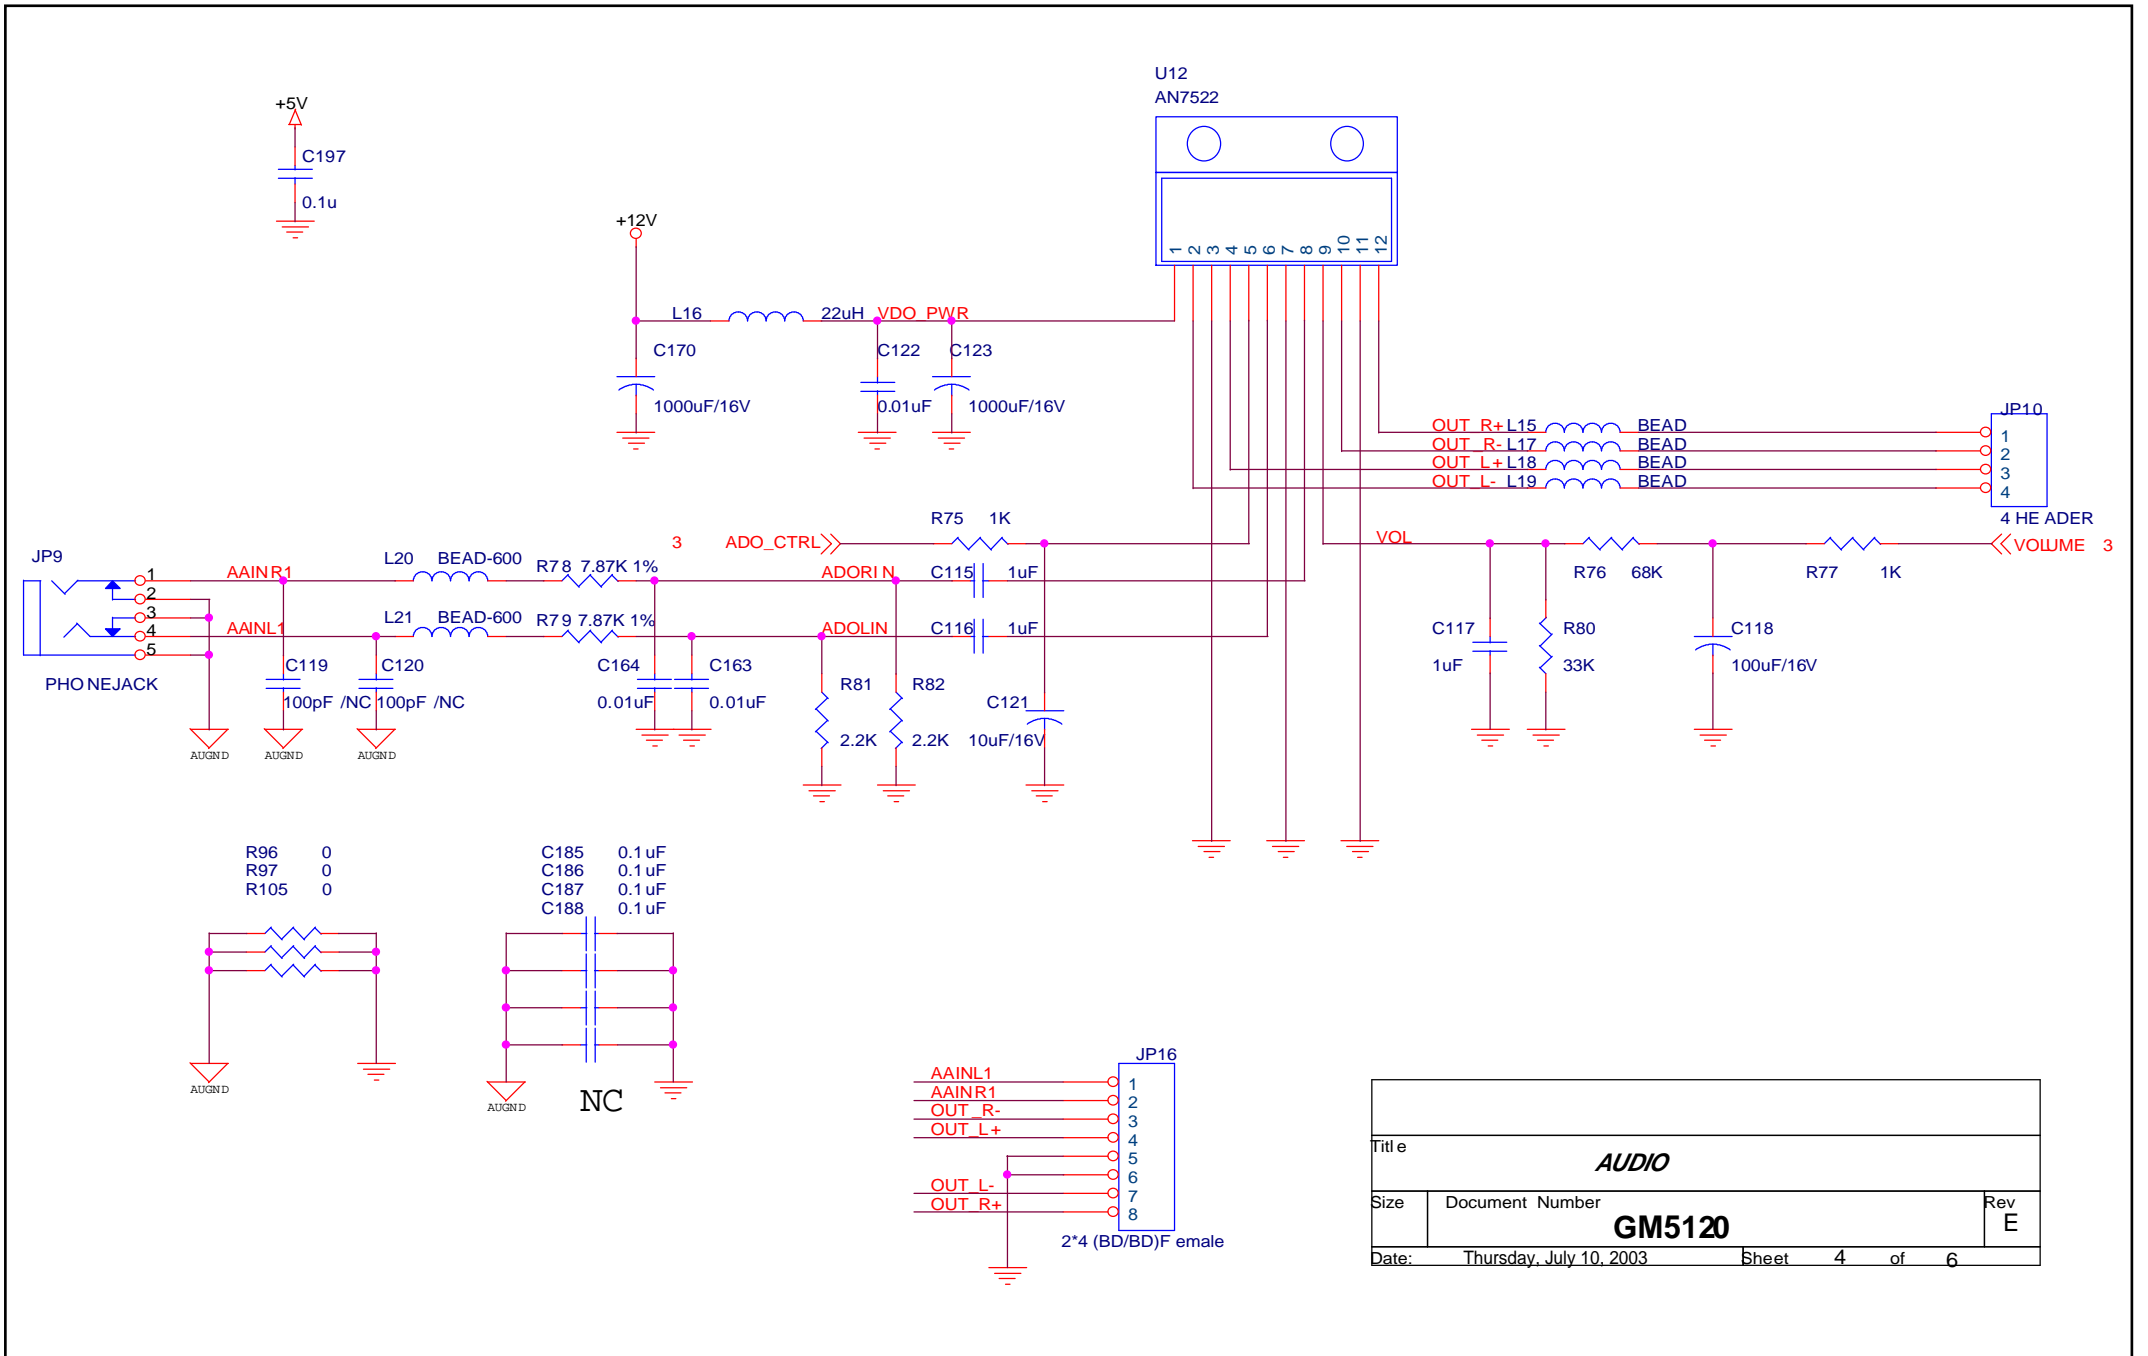 U12
AN7522
+5V
C197
0.1u
+12V
1 2 3 4 5 6 7 8 9 10 11 12
L16 22uH VDO_PWR
C170
1000uF/16V
C122
0.01uF
C123
1000uF/16V
JP10
OUT_R+ L15 BEAD 1
OUT_R- L17 BEAD 2
OUT_L+ L18 BEAD 3
OUT_L- L19 BEAD 4
4 HEADER
R75 1K
3 ADO_CTRL
VOL
VOLUME 3
R76 68K
R77 1K
JP9
1
2
3
4
5
PHONEJACK
AAINR1
L20 BEAD-600
R78 7.87K 1%
ADORIN
C115 1uF
AAINL1
L21 BEAD-600
R79 7.87K 1%
ADOLIN
C116 1uF
C119
100pF /NC
C120
100pF /NC
C164
0.01uF
C163
0.01uF
R81
2.2K
R82
2.2K
C121
10uF/16V
C117
1uF
R80
33K
C118
100uF/16V
AUGND
AUGND
AUGND
R96 0
R97 0
R105 0
AUGND
C185 0.1uF
C186 0.1uF
C187 0.1uF
C188 0.1uF
AUGND
NC
JP16
AAINL1 1
AAINR1 2
OUT_R- 3
OUT_L+ 4
5
6
OUT_L- 7
OUT_R+ 8
2*4 (BD/BD)Female
Title
AUDIO
Size Document Number Rev
GM5120 E
Date: Thursday, July 10, 2003 Sheet 4 of 6